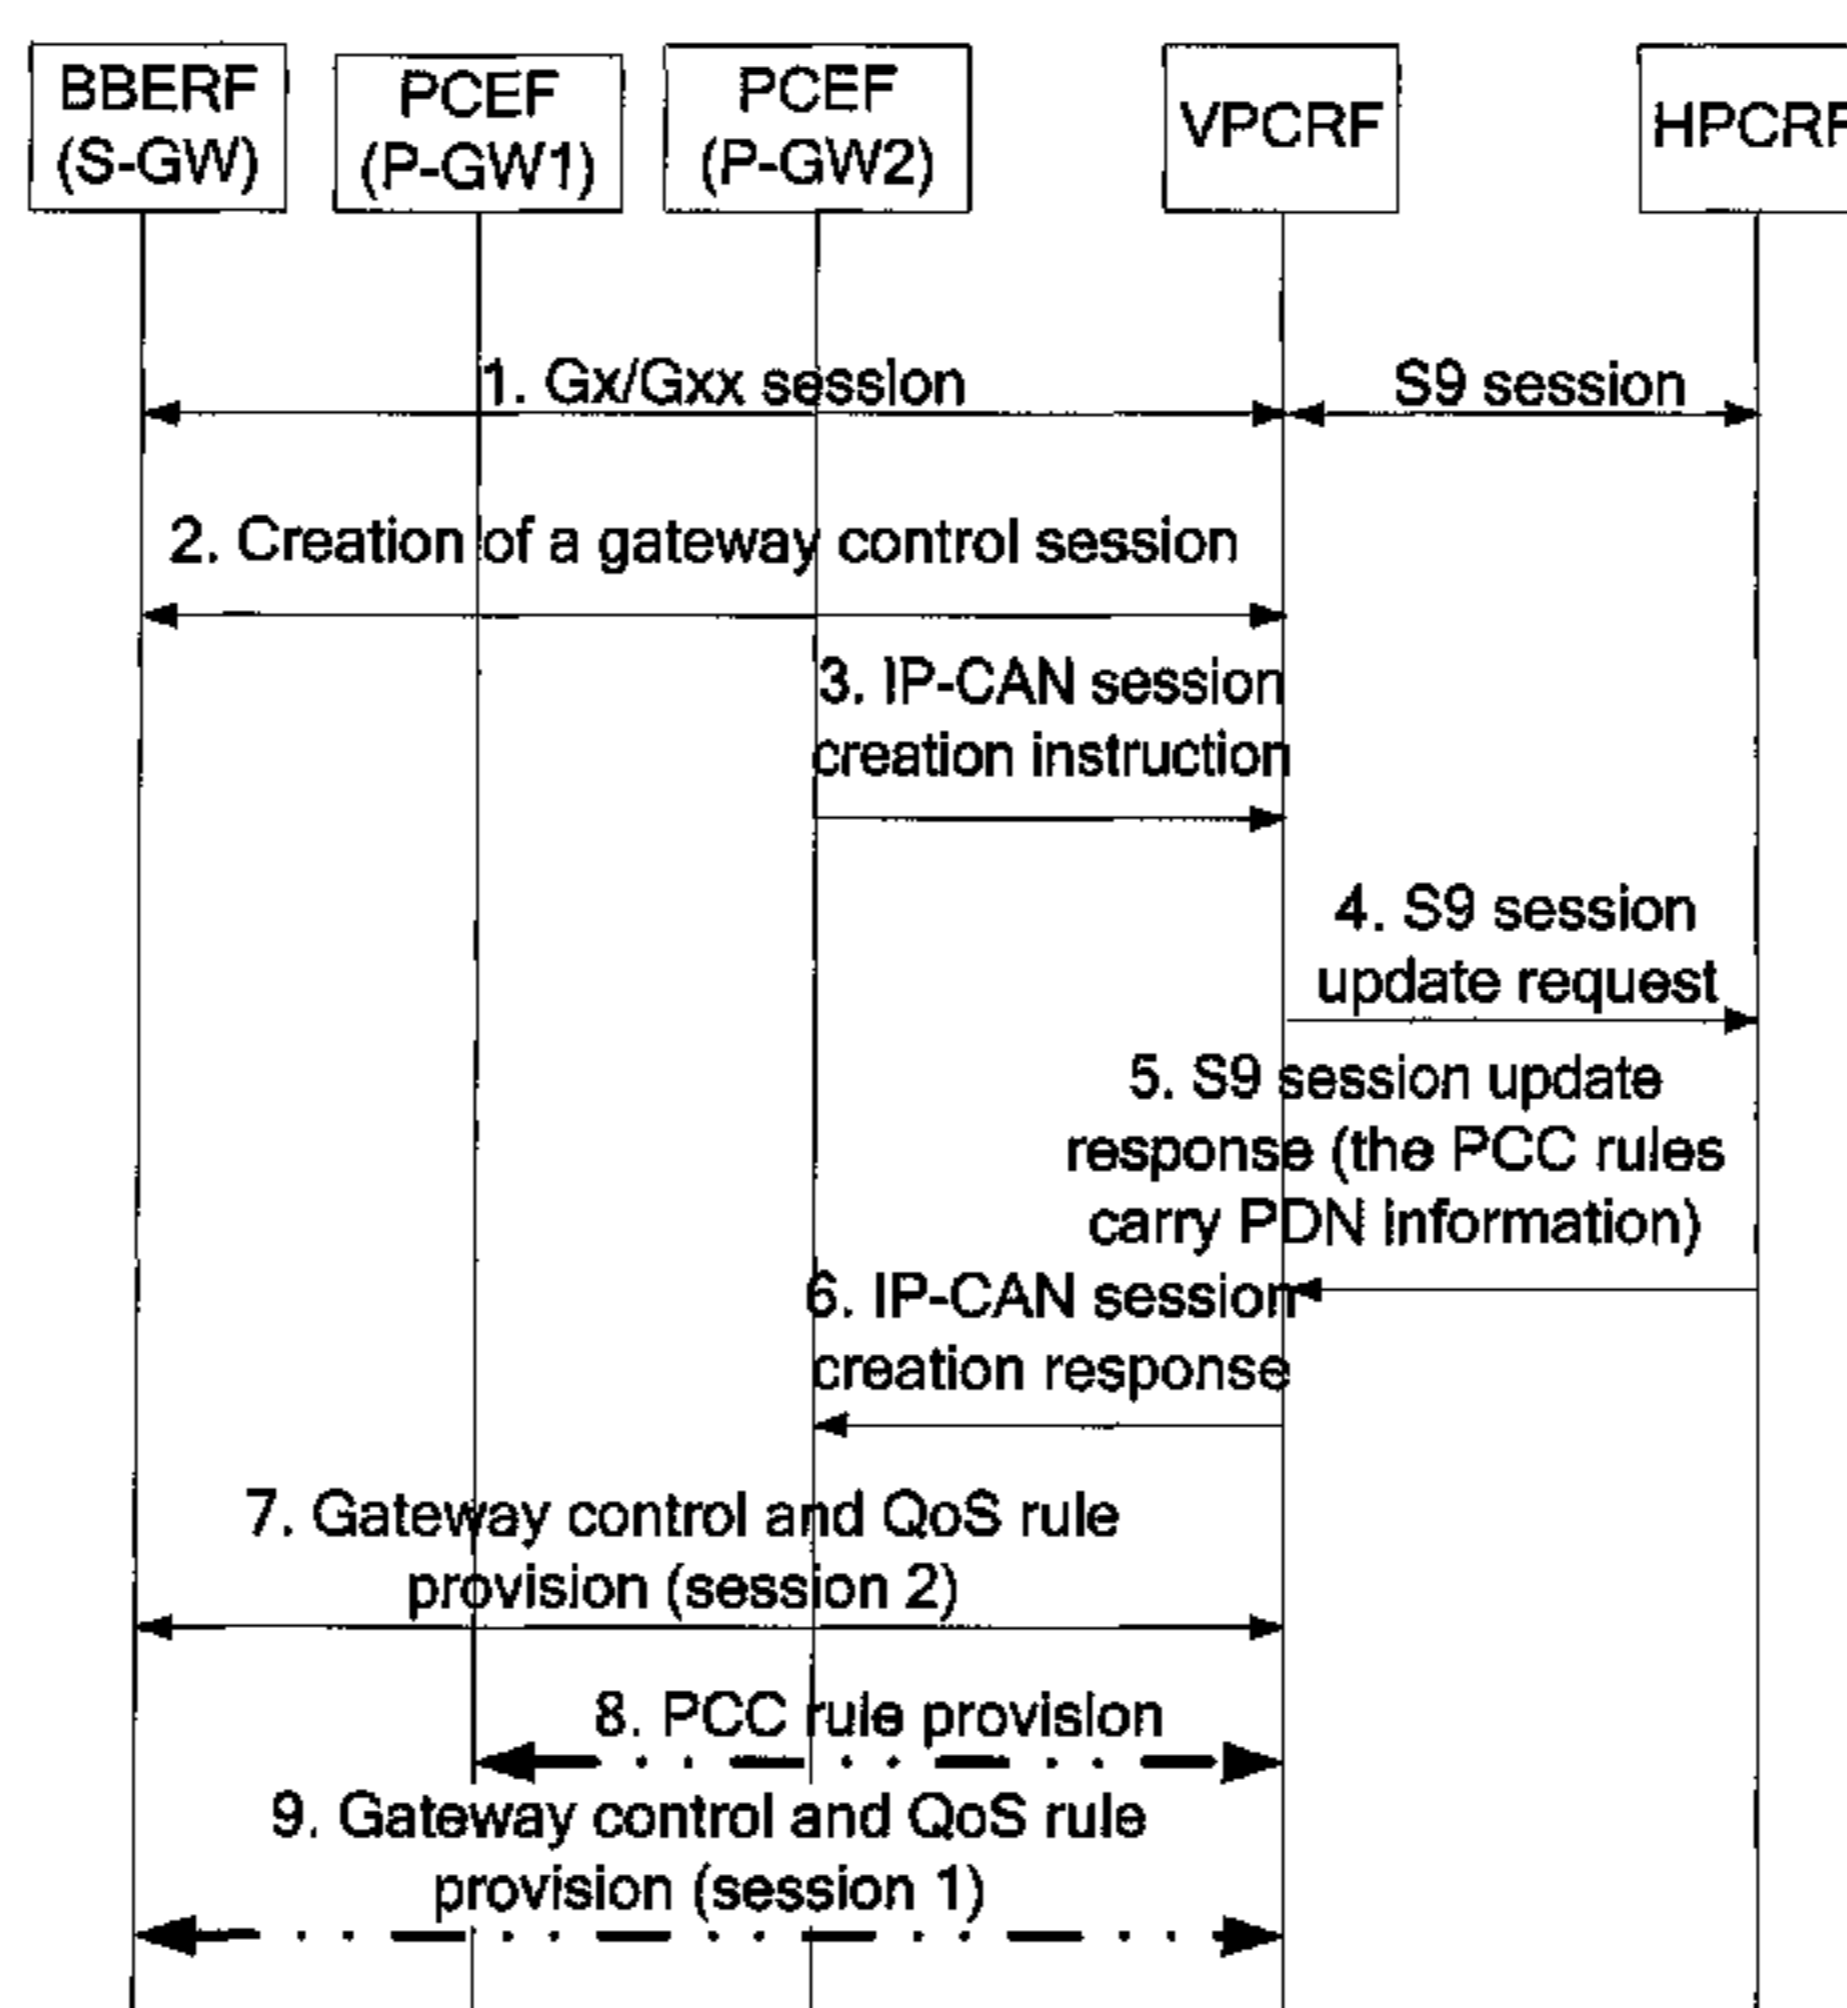 BBERF
(S-GW)
PCEF
(P-GW1)
PCEF
(P-GW2)
VPCRF
HPCRF
1. Gx/Gxx session
S9 session
2. Creation of a gateway control session
3. IP-CAN session
creation instruction
4. S9 session
update request
5. S9 session update
response (the PCC rules
carry PDN information)
6. IP-CAN session
creation response
7. Gateway control and QoS rule
provision (session 2)
8. PCC rule provision
9. Gateway control and QoS rule
provision (session 1)